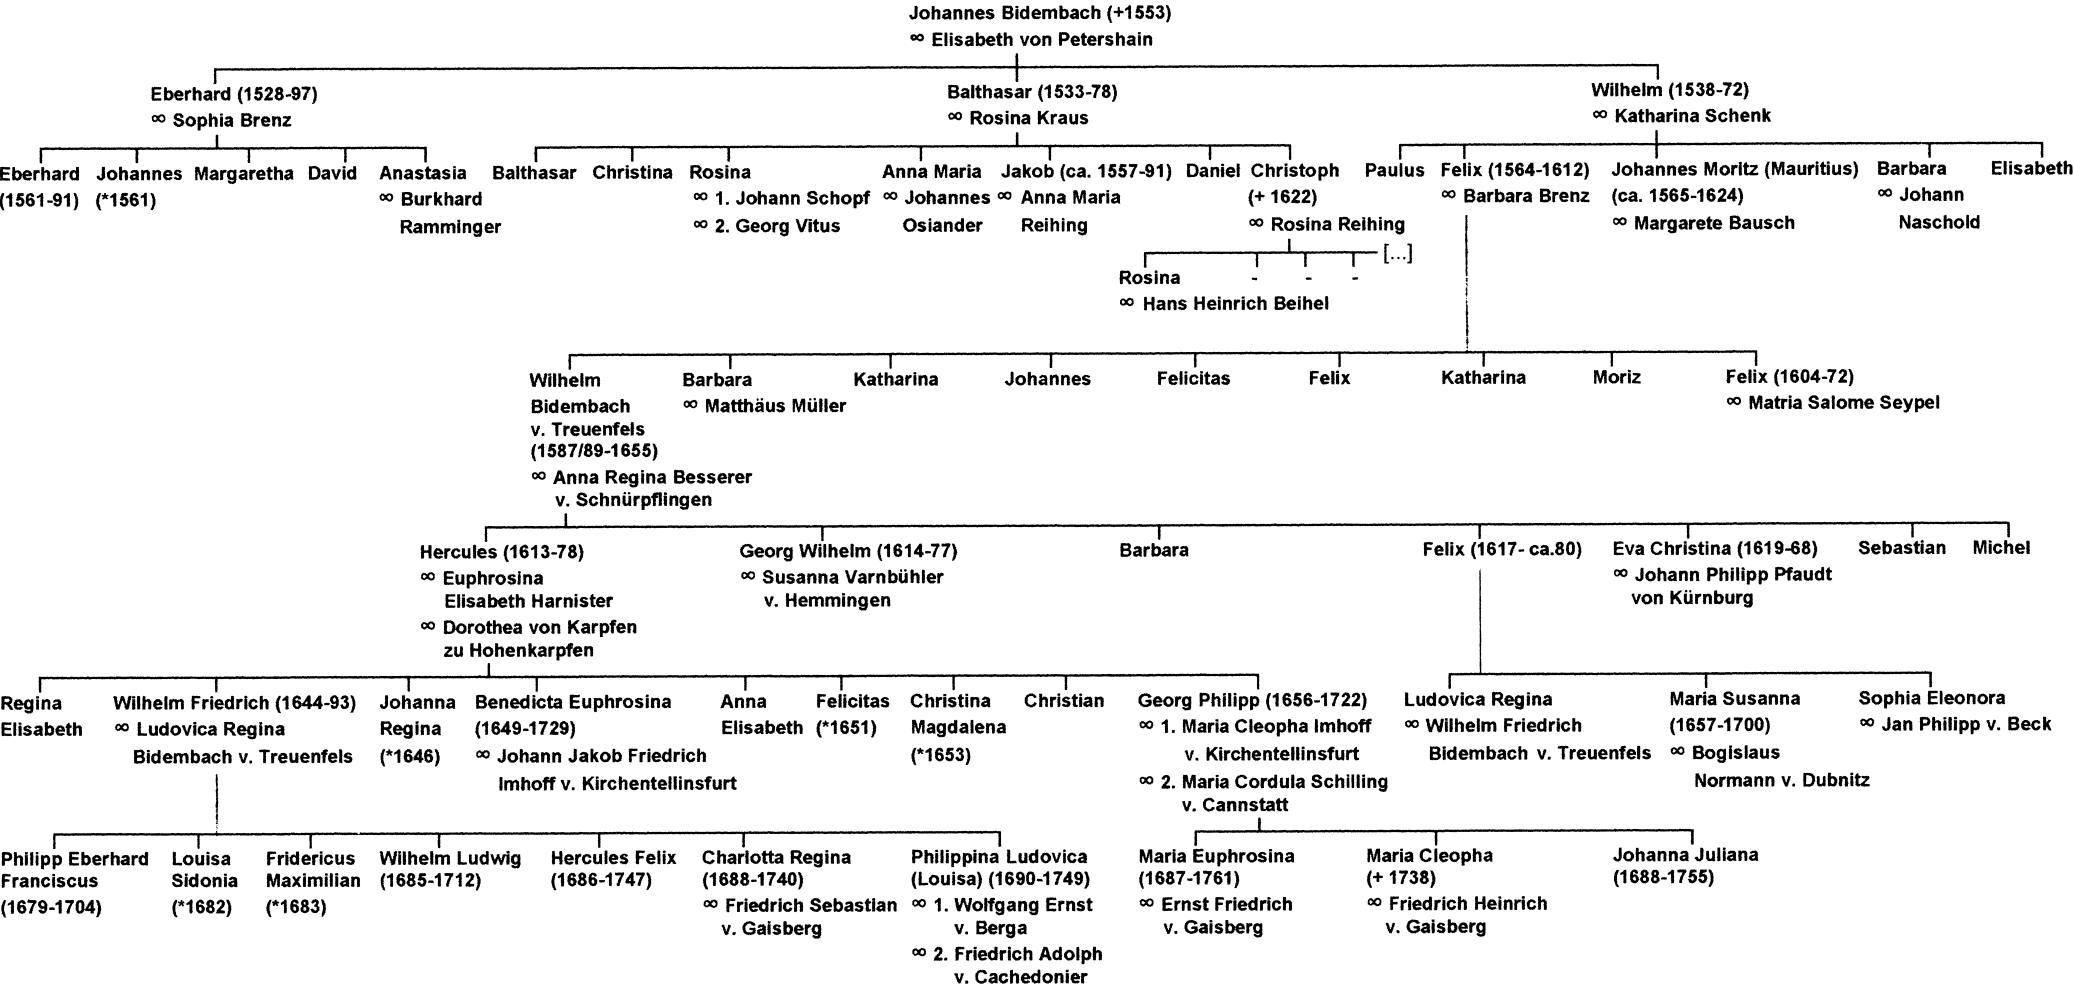 Johannes Bidembach (+1553)
∞ Elisabeth von Petershain
Eberhard (1528-97)
∞ Sophia Brenz
Balthasar (1533-78)
∞ Rosina Kraus
Wilhelm (1538-72)
∞ Katharina Schenk
Eberhard
(1561-91)
Johannes
(*1561)
Margaretha
David
Anastasia
∞ Burkhard
Ramminger
Balthasar
Christina
Rosina
∞ 1. Johann Schopf
∞ 2. Georg Vitus
Anna Maria
∞ Johannes
Osiander
Jakob (ca. 1557-91)
∞ Anna Maria
Reihing
Daniel
Christoph
(+ 1622)
∞ Rosina Reihing
Paulus
Felix (1564-1612)
∞ Barbara Brenz
Johannes Moritz (Mauritius)
(ca. 1565-1624)
∞ Margarete Bausch
Barbara
∞ Johann
Naschold
Elisabeth
[...]
Rosina
∞ Hans Heinrich Beihel
-
-
-
Wilhelm
Bidembach
v. Treuenfels
(1587/89-1655)
∞ Anna Regina Besserer
v. Schnürpflingen
Barbara
∞ Matthäus Müller
Katharina
Johannes
Felicitas
Felix
Katharina
Moriz
Felix (1604-72)
∞ Matria Salome Seypel
Hercules (1613-78)
∞ Euphrosina
Elisabeth Harnister
∞ Dorothea von Karpfen
zu Hohenkarpfen
Georg Wilhelm (1614-77)
∞ Susanna Varnbühler
v. Hemmingen
Barbara
Felix (1617- ca.80)
Eva Christina (1619-68)
∞ Johann Philipp Pfaudt
von Kürnburg
Sebastian
Michel
Regina
Elisabeth
Wilhelm Friedrich (1644-93)
∞ Ludovica Regina
Bidembach v. Treuenfels
Johanna
Regina
(*1646)
Benedicta Euphrosina
(1649-1729)
∞ Johann Jakob Friedrich
Imhoff v. Kirchentellinsfurt
Anna
Elisabeth
Felicitas
(*1651)
Christina
Magdalena
(*1653)
Christian
Georg Philipp (1656-1722)
∞ 1. Maria Cleopha Imhoff
v. Kirchentellinsfurt
∞ 2. Maria Cordula Schilling
v. Cannstatt
Ludovica Regina
∞ Wilhelm Friedrich
Bidembach v. Treuenfels
Maria Susanna
(1657-1700)
∞ Bogislaus
Normann v. Dubnitz
Sophia Eleonora
∞ Jan Philipp v. Beck
Philipp Eberhard
Franciscus
(1679-1704)
Louisa
Sidonia
(*1682)
Fridericus
Maximilian
(*1683)
Wilhelm Ludwig
(1685-1712)
Hercules Felix
(1686-1747)
Charlotta Regina
(1688-1740)
∞ Friedrich Sebastian
v. Gaisberg
Philippina Ludovica
(Louisa) (1690-1749)
∞ 1. Wolfgang Ernst
v. Berga
∞ 2. Friedrich Adolph
v. Cachedonier
Maria Euphrosina
(1687-1761)
∞ Ernst Friedrich
v. Gaisberg
Maria Cleopha
(+ 1738)
∞ Friedrich Heinrich
v. Gaisberg
Johanna Juliana
(1688-1755)